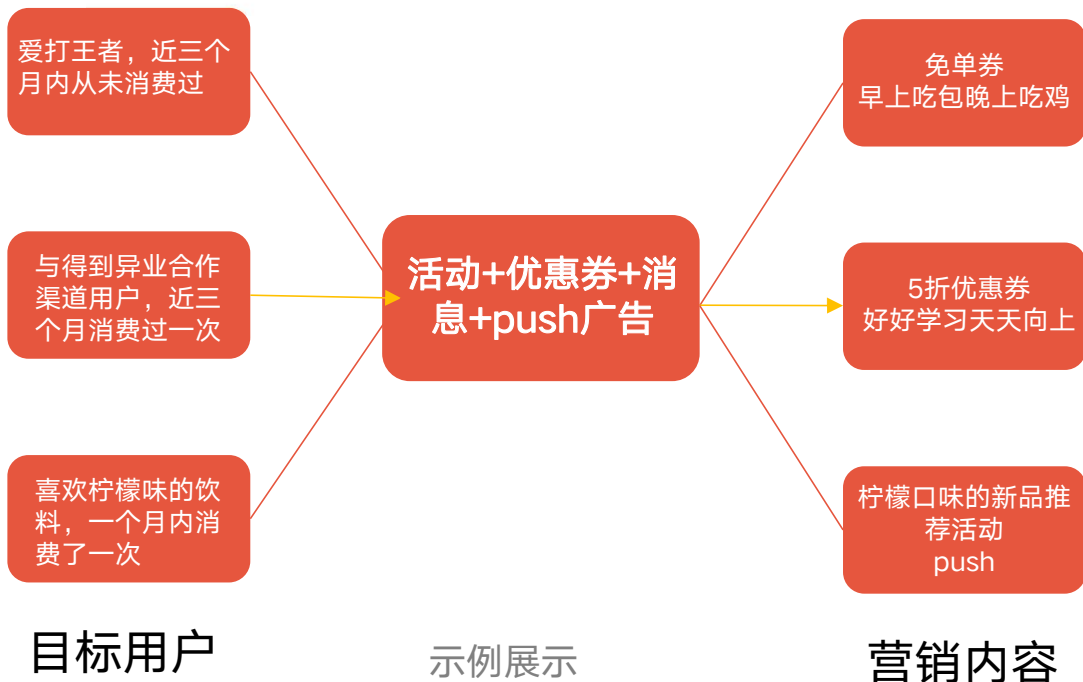 爱打王者，近三个
月内从未消费过
与得到异业合作
渠道用户，近三
个月消费过一次
喜欢柠檬味的饮
料，一个月内消
费了一次
目标用户
活动+优惠券+消
息+push广告
示例展示
免单券
早上吃包晚上吃鸡
5折优惠券
好好学习天天向上
柠檬口味的新品推
荐活动
push
营销内容